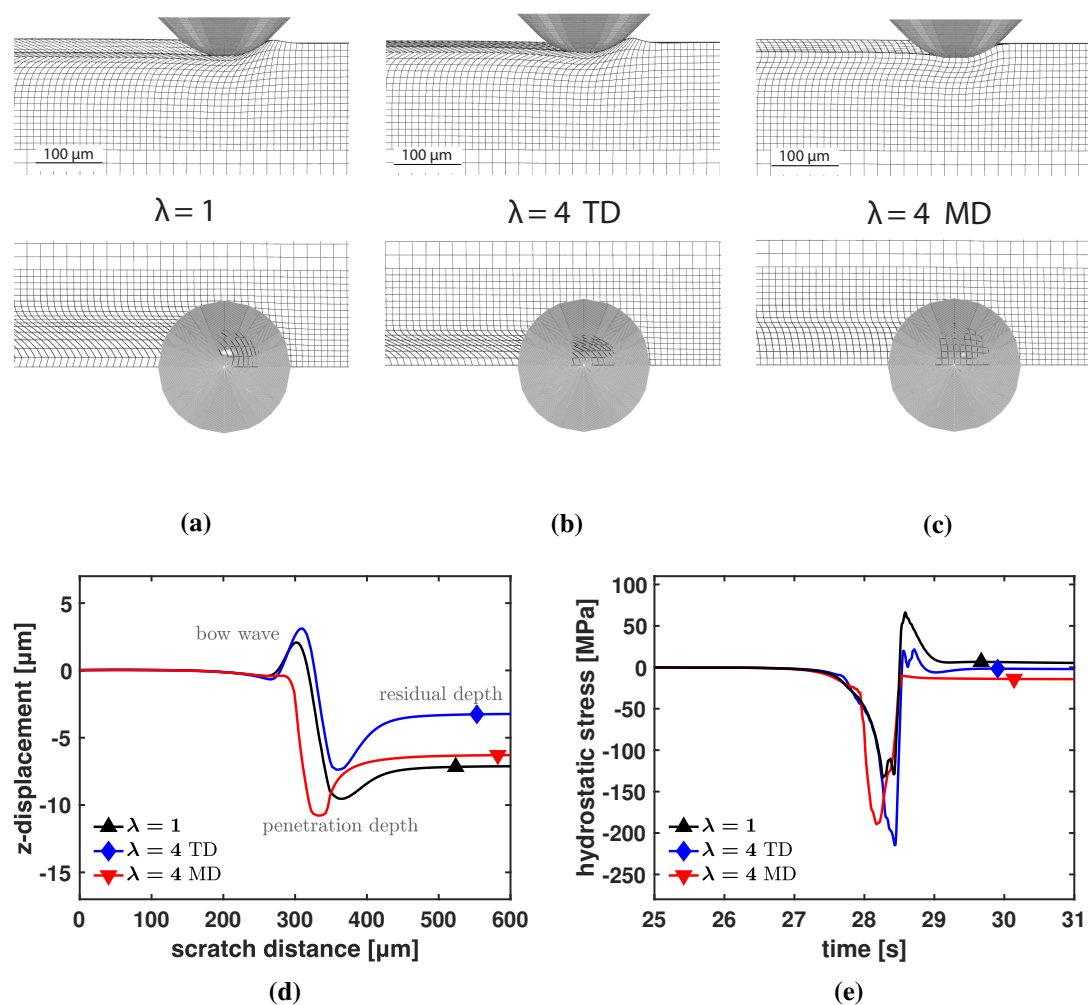 100 µm
100 µm
100 µm
λ = 1
λ = 4 TD
λ = 4 MD
(a)
(b)
(c)
z-displacement [µm]
5
0
-5
-10
-15
bow wave
residual depth
penetration depth
λ = 1
λ = 4 TD
λ = 4 MD
0 100 200 300 400 500 600
scratch distance [µm]
(d)
hydrostatic stress [MPa]
100
50
0
-50
-100
-150
-200
-250
λ = 1
λ = 4 TD
λ = 4 MD
25 26 27 28 29 30 31
time [s]
(e)